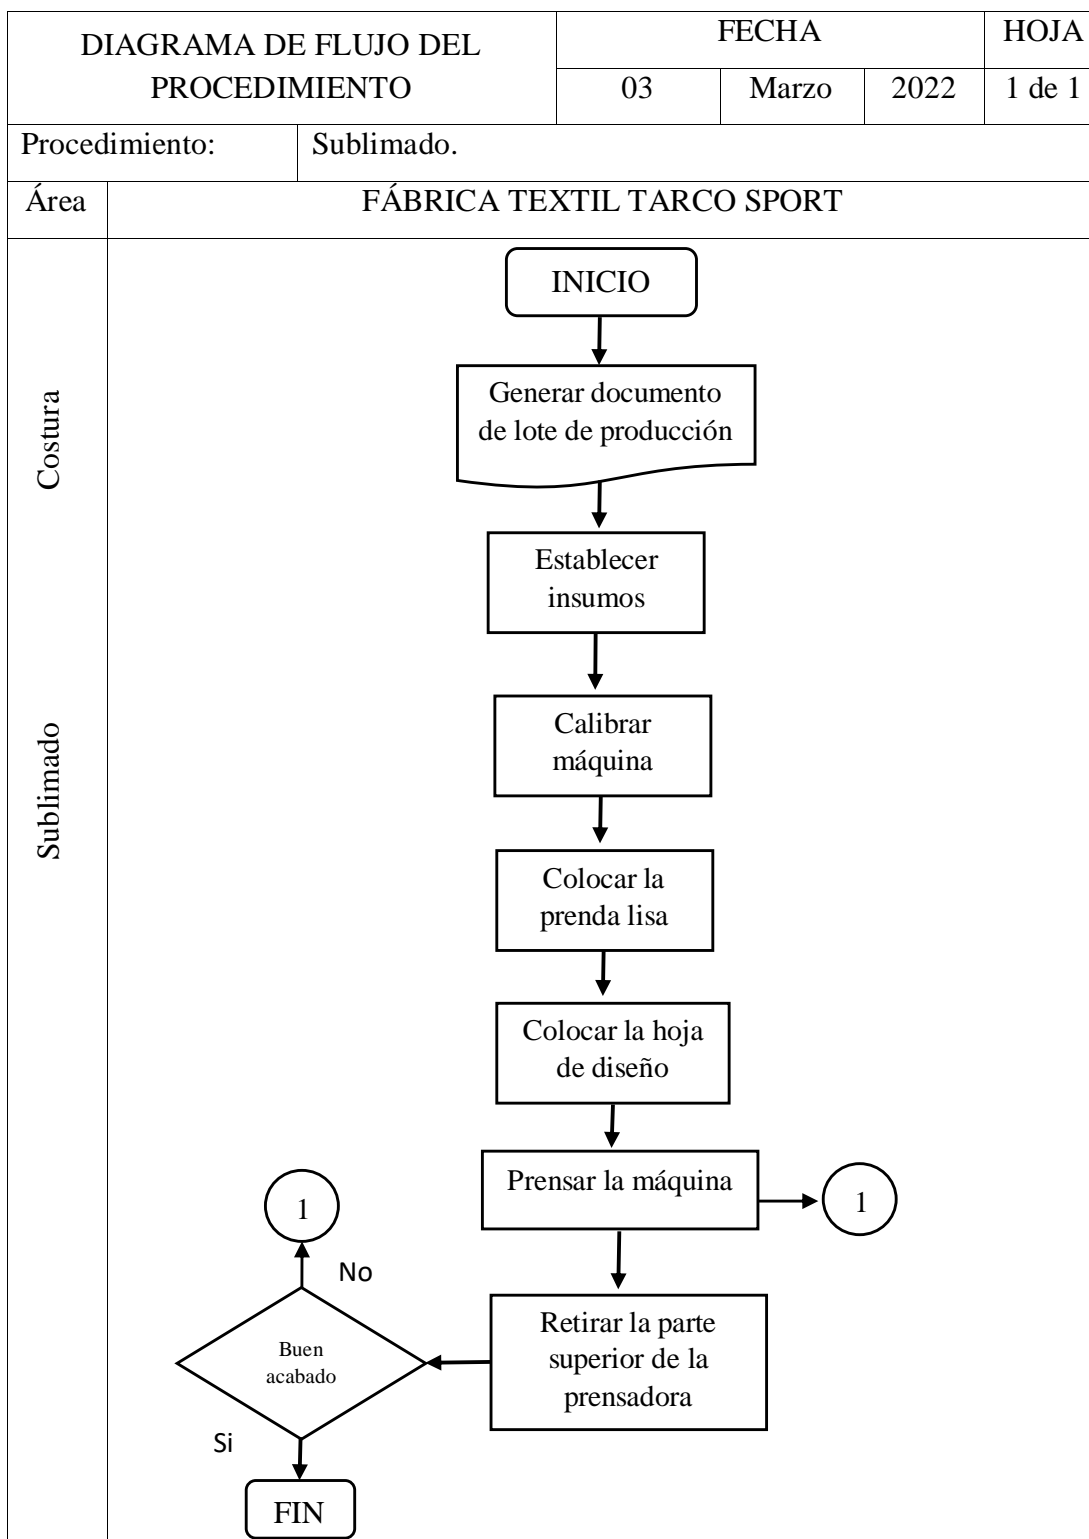 DIAGRAMA DE FLUJO DEL
PROCEDIMIENTO
FECHA
HOJA
03
Marzo
2022
1 de 1
Procedimiento:
Sublimado.
Área
FÁBRICA TEXTIL TARCO SPORT
Costura
Sublimado
INICIO
Generar documento
de lote de producción
Establecer
insumos
Calibrar
máquina
Colocar la
prenda lisa
Colocar la hoja
de diseño
Prensar la máquina
1
Retirar la parte
superior de la
prensadora
Buen
acabado
No
1
Si
FIN